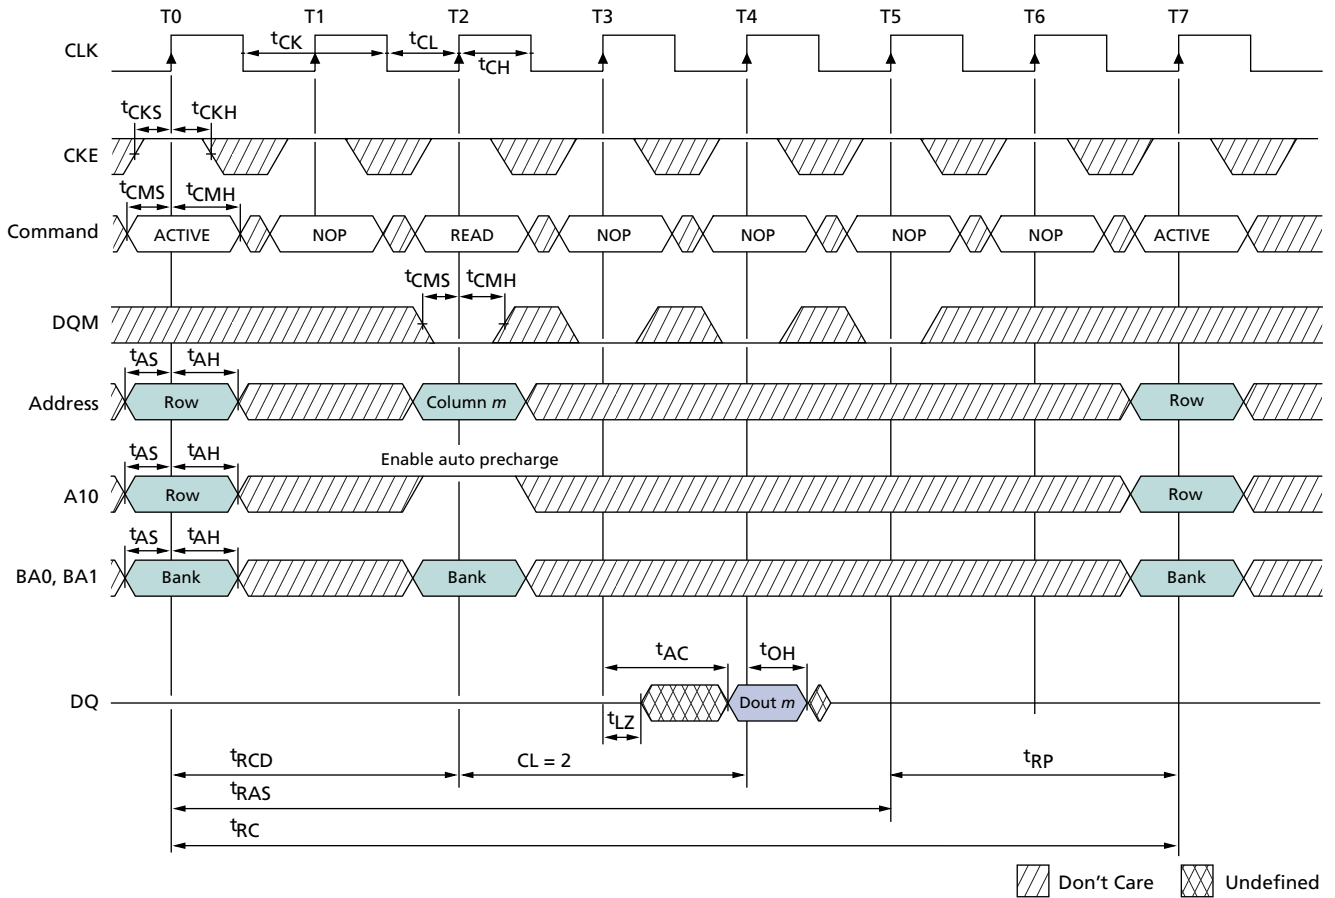 T0 T1 T2 T3 T4 T5 T6 T7
CLK tCK tCL tCH
tCKS tCKH
CKE
tCMS tCMH
Command ACTIVE NOP READ NOP NOP NOP NOP ACTIVE
tCMS tCMH
DQM
tAS tAH
Address Row Column m Row
tAS tAH Enable auto precharge
A10 Row Row
tAS tAH
BA0, BA1 Bank Bank Bank
tAC tOH
DQ Dout m
tLZ
tRCD CL = 2 tRP
tRAS
tRC
Don't Care Undefined